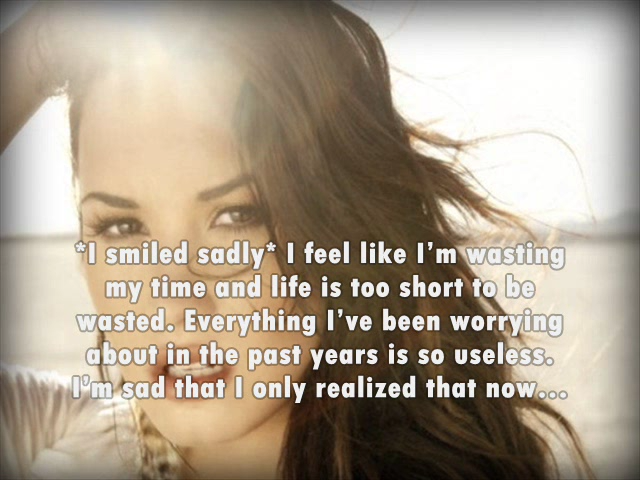 *I smiled sadly* I feel like I’m wasting
my time and life is too short to be
wasted. Everything I’ve been worrying
about in the past years is so useless.
I'm sad that I only realized that now...